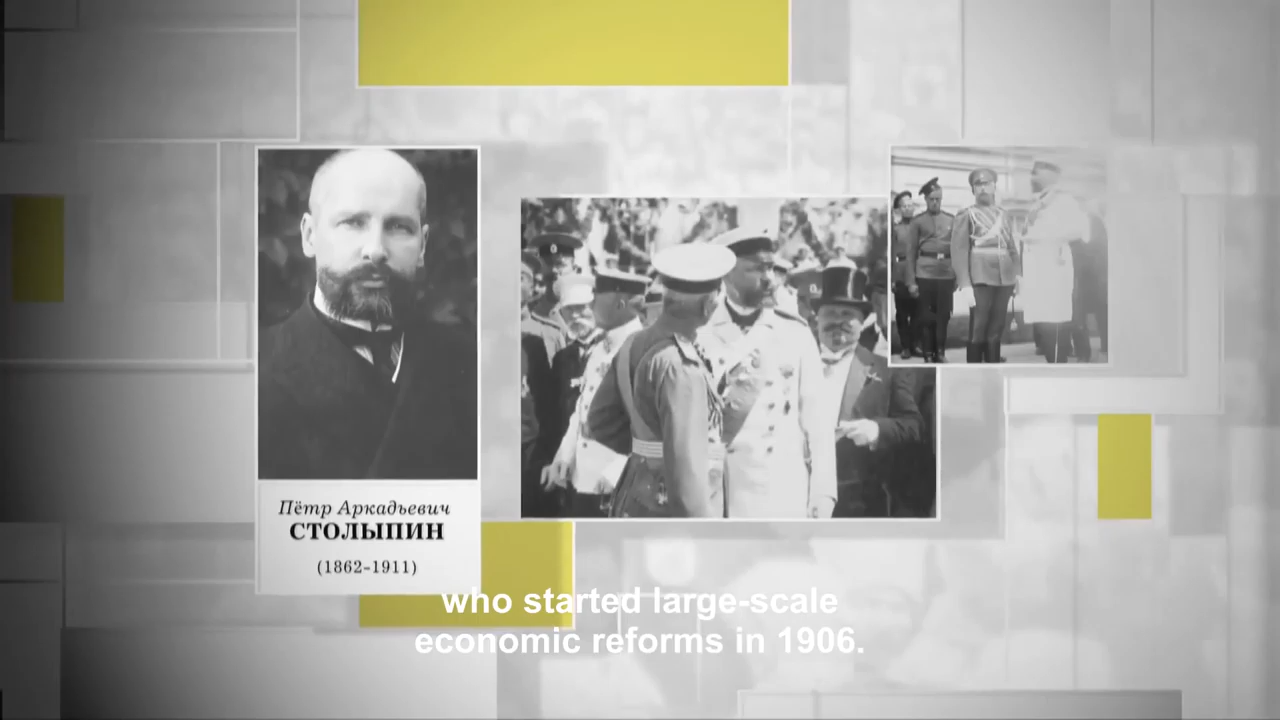 Пётр Аркадьевич
СТОЛЫПИН
(1862–1911)
who started large-scale
economic reforms in 1906.